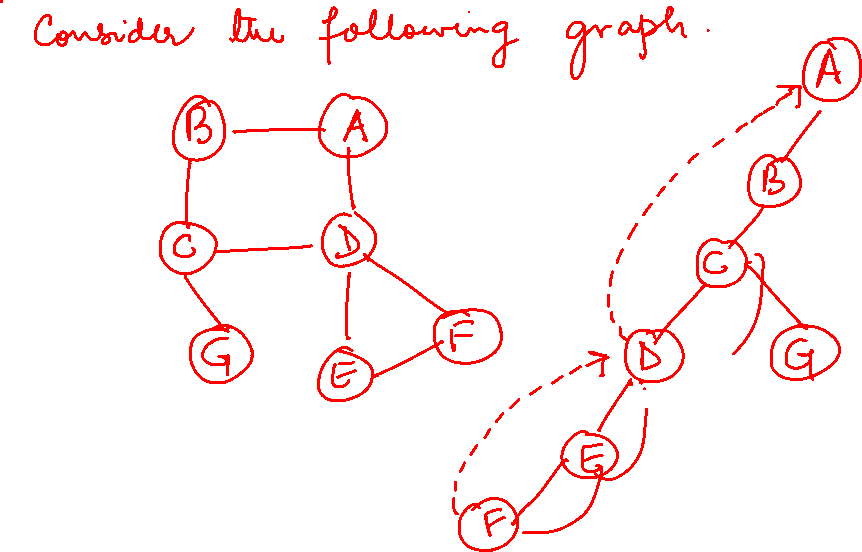 Consider the following graph.
A
B A
B
C D C
D G
G E F
E
F